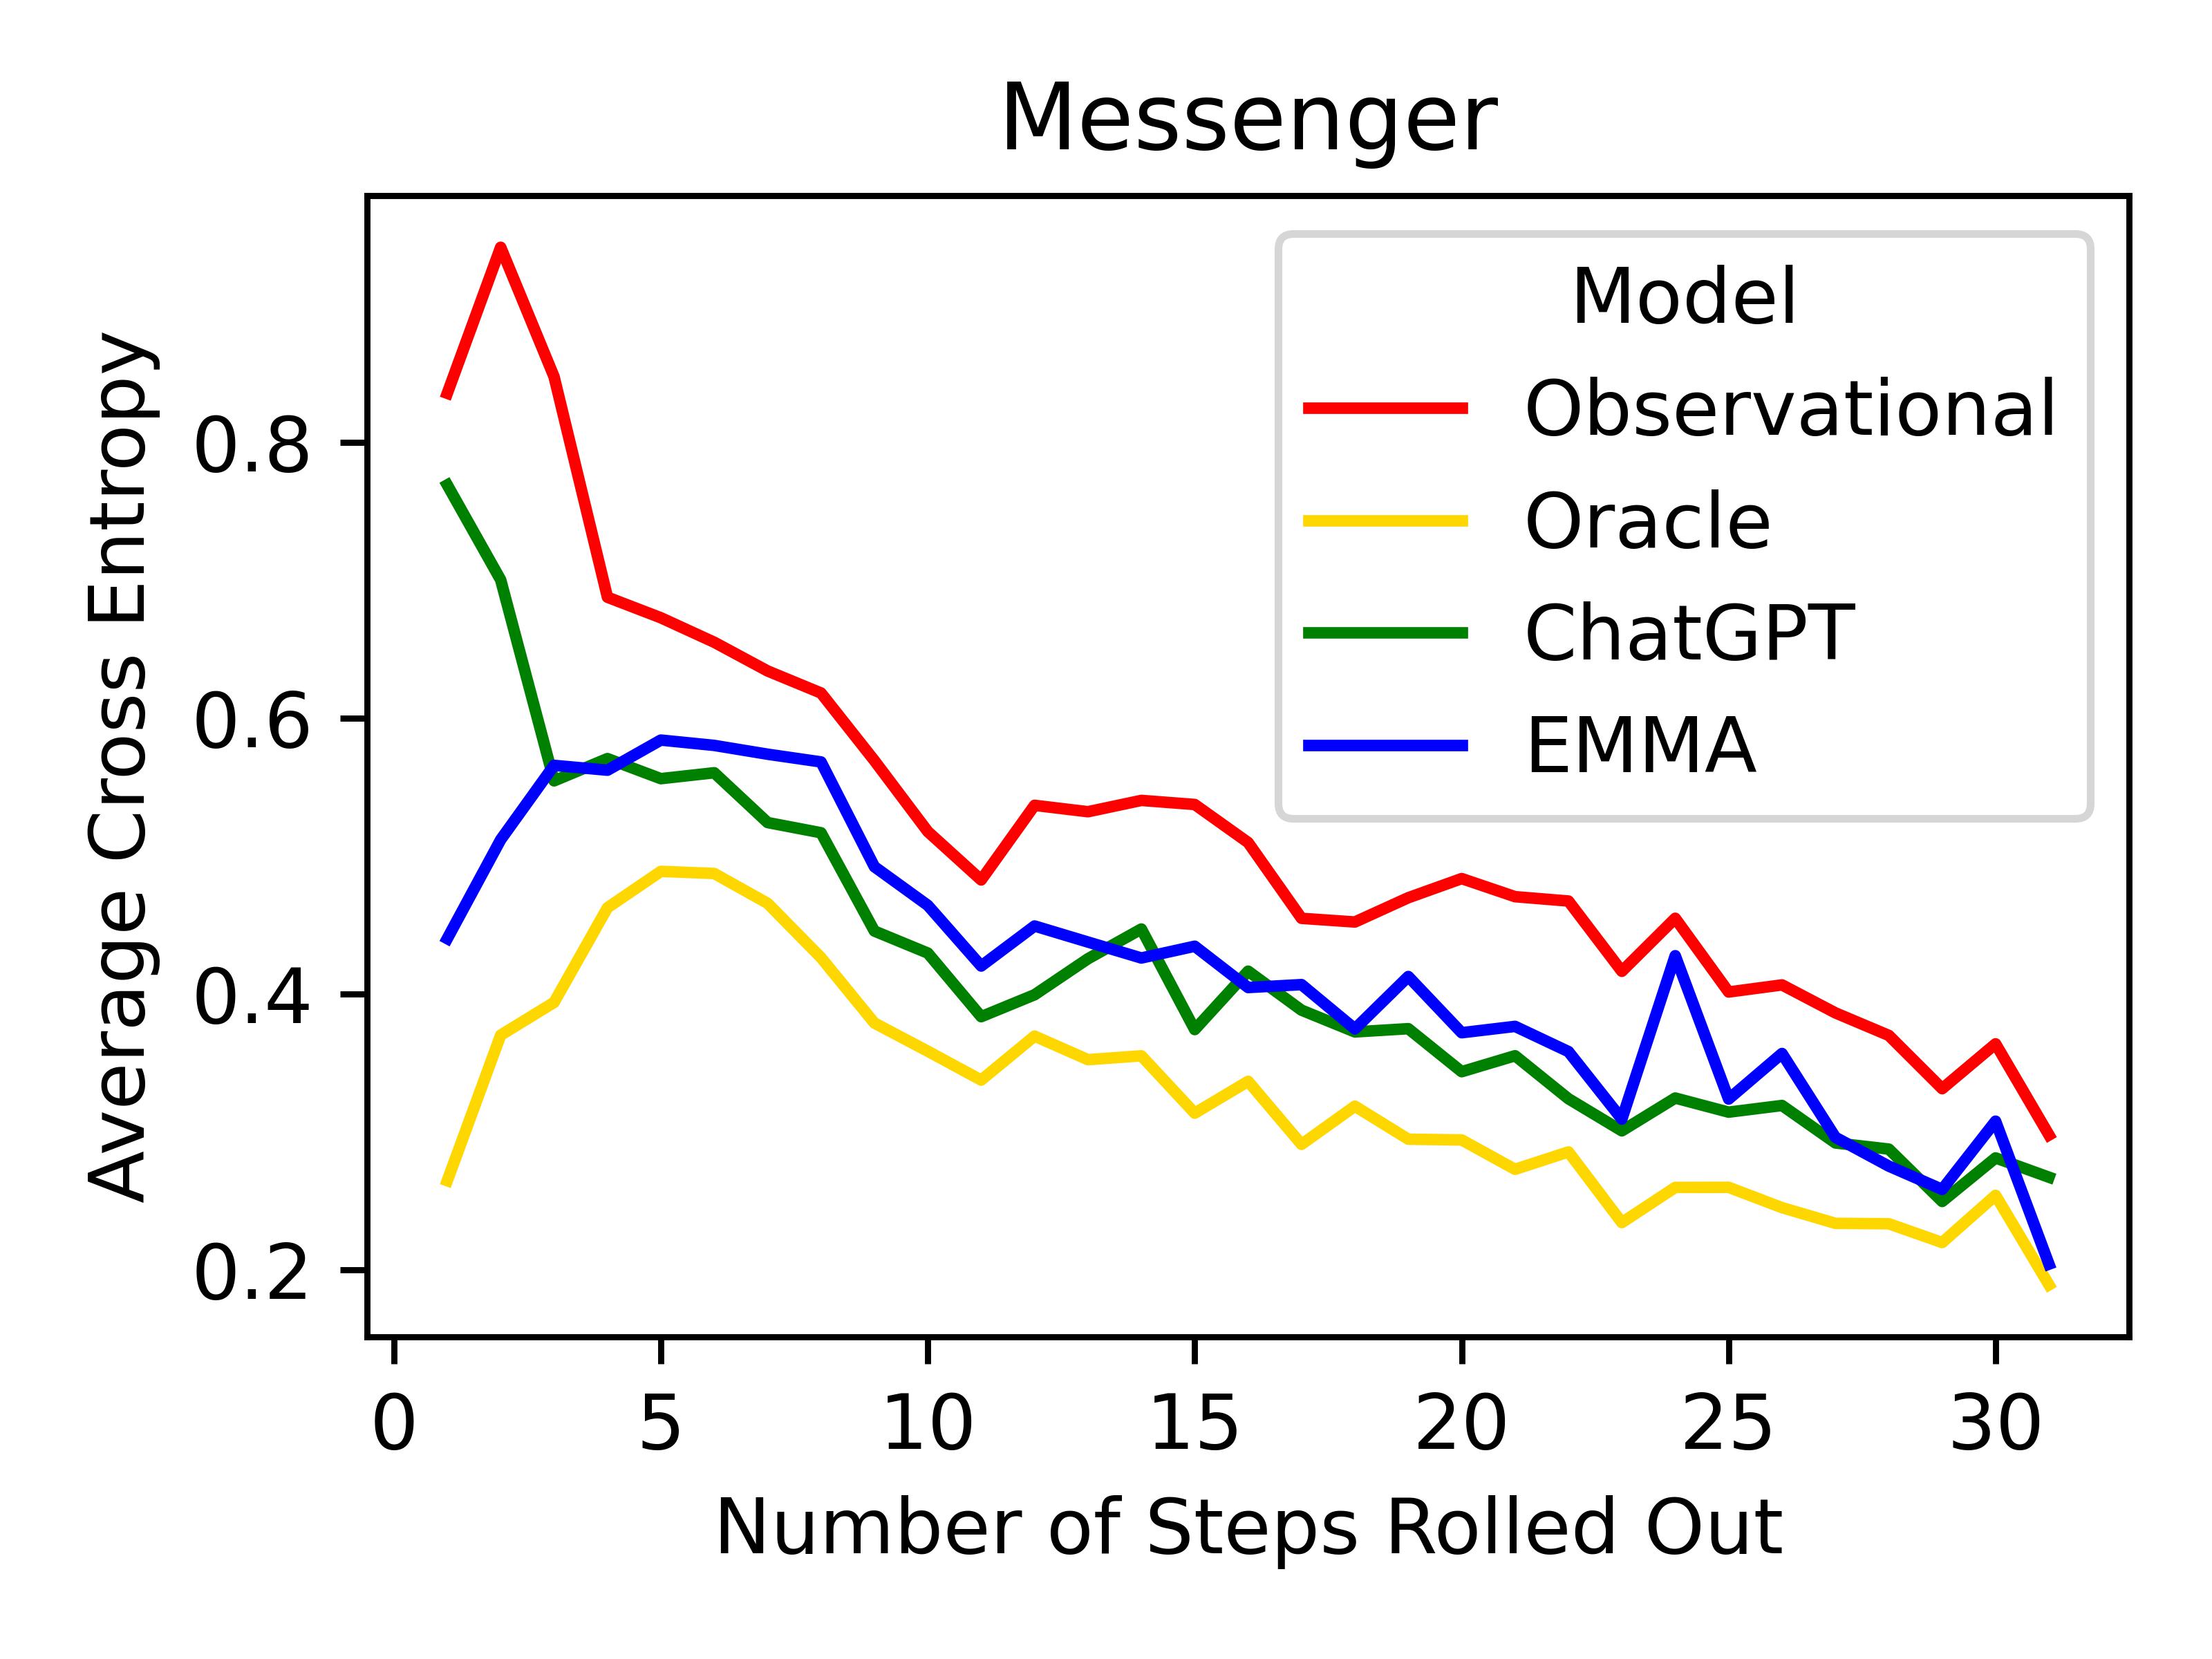 Messenger
Average Cross Entropy
0.8
0.6
0.4
0.2
Model
Observational
Oracle
ChatGPT
EMMA
0 5 10 15 20 25 30
Number of Steps Rolled Out